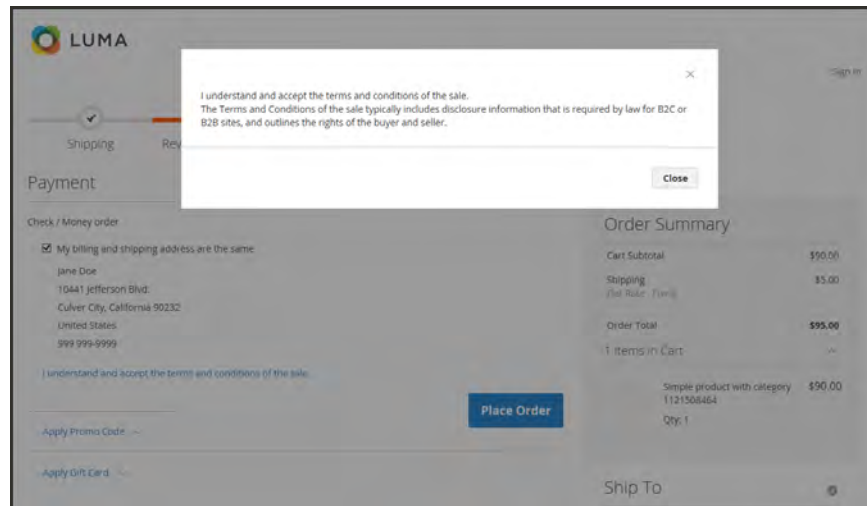 LUMA
×
Sign In
I understand and accept the terms and conditions of the sale.
The Terms and Conditions of the sale typically includes disclosure information that is required by law for B2C or
B2B sites, and outlines the rights of the buyer and seller.
Shipping
Rev
Close
Payment
Check / Money order
Order Summary
My billing and shipping address are the same
Cart Subtotal $90.00
Jane Doe
Shipping $5.00
Flat Rate - Fixed
10441 Jefferson Blvd.
Culver City, California 90232
United States
Order Total $95.00
999 999-9999
1 Items in Cart
I understand and accept the terms and conditions of the sale.
Simple product with category $90.00
1121508464
Place Order
Qty: 1
Apply Promo Code
Apply Gift Card
Ship To